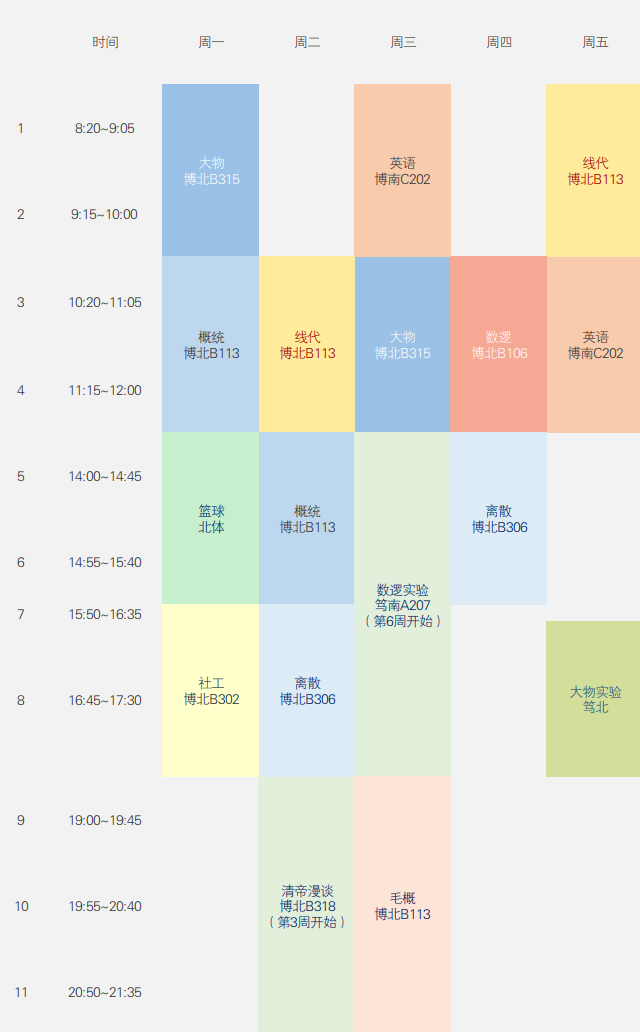 时间 周一 周二 周三 周四 周五
1 8:20~9:05
大物
博北B315
英语
博南C202
线代
博北B113
2 9:15~10:00
3 10:20~11:05
概统
博北B113
线代
博北B113
大物
博北B315
数逻
博北B106
英语
博南C202
4 11:15~12:00
5 14:00~14:45
篮球
北体
概统
博北B113
离散
博北B306
6 14:55~15:40
数逻实验
笃南A207
（第6周开始）
7 15:50~16:35
社工
博北B302
离散
博北B306
大物实验
笃北
8 16:45~17:30
9 19:00~19:45
清帝漫谈
博北B318
（第3周开始）
毛概
博北B113
10 19:55~20:40
11 20:50~21:35